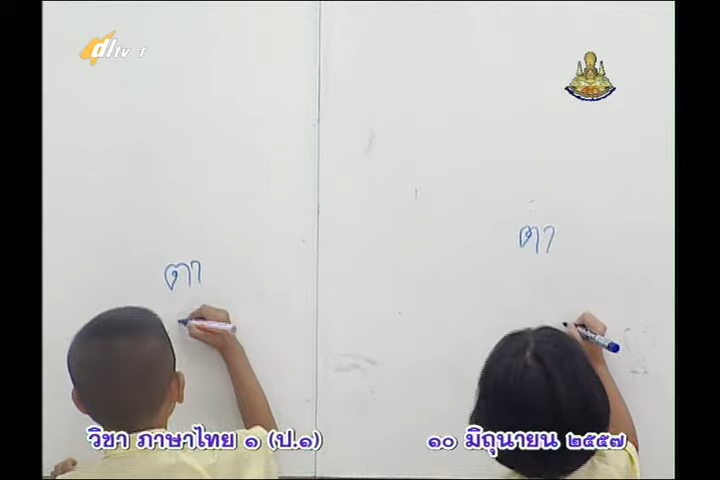 dltv 1
ตา
ตา
วิชา ภาษาไทย ๑ (ป.๑)
๑๐ มิถุนายน ๒๕๕๗